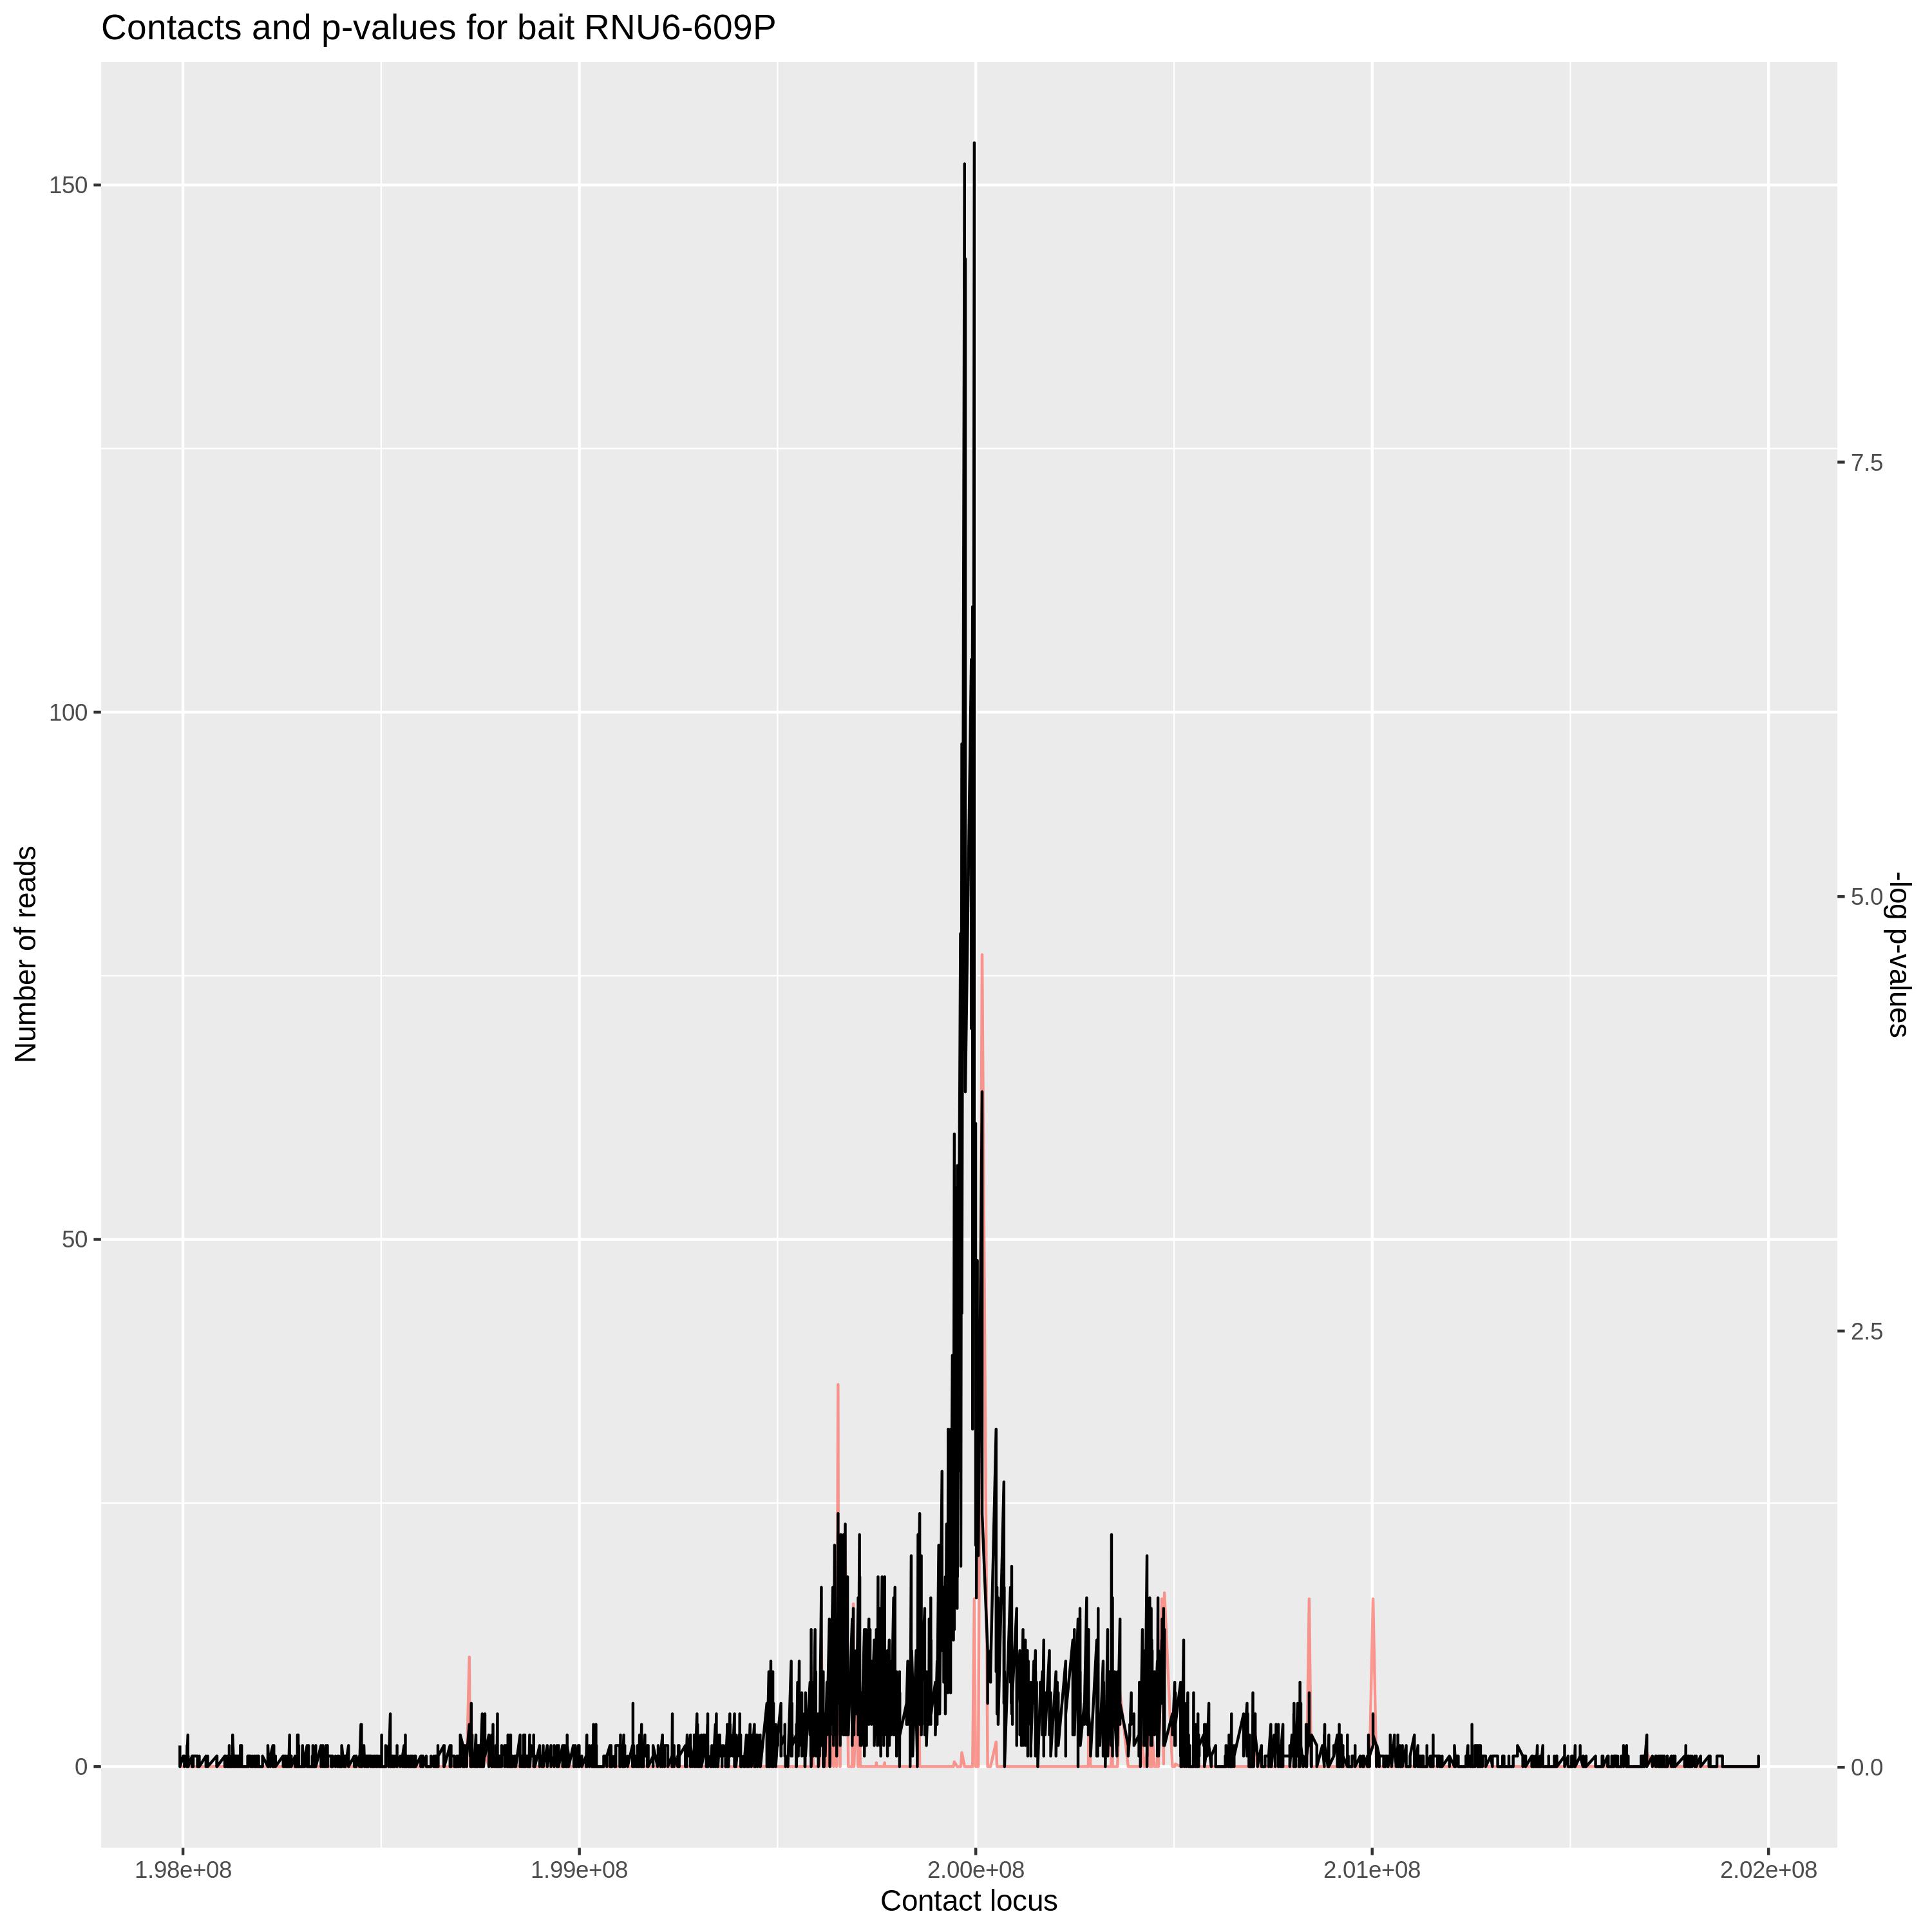 Contacts and p-values for bait RNU6-609P
150
100
50
0
Number of reads
7.5
5.0
2.5
0.0
-log p-values
1.98e+08
1.99e+08
2.00e+08
2.01e+08
2.02e+08
Contact locus